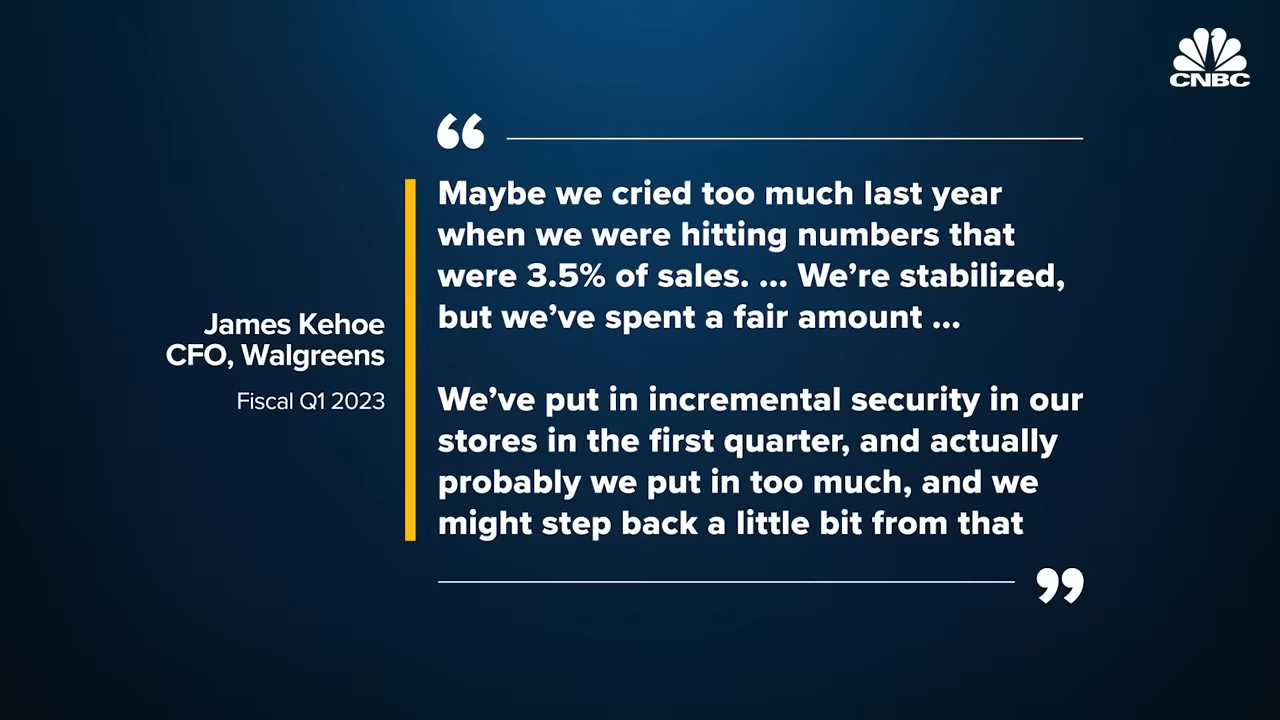 CNBC
“
Maybe we cried too much last year
when we were hitting numbers that
were 3.5% of sales. ... We’re stabilized,
but we’ve spent a fair amount ...
We’ve put in incremental security in our
stores in the first quarter, and actually
probably we put in too much, and we
might step back a little bit from that
”
James Kehoe
CFO, Walgreens
Fiscal Q1 2023